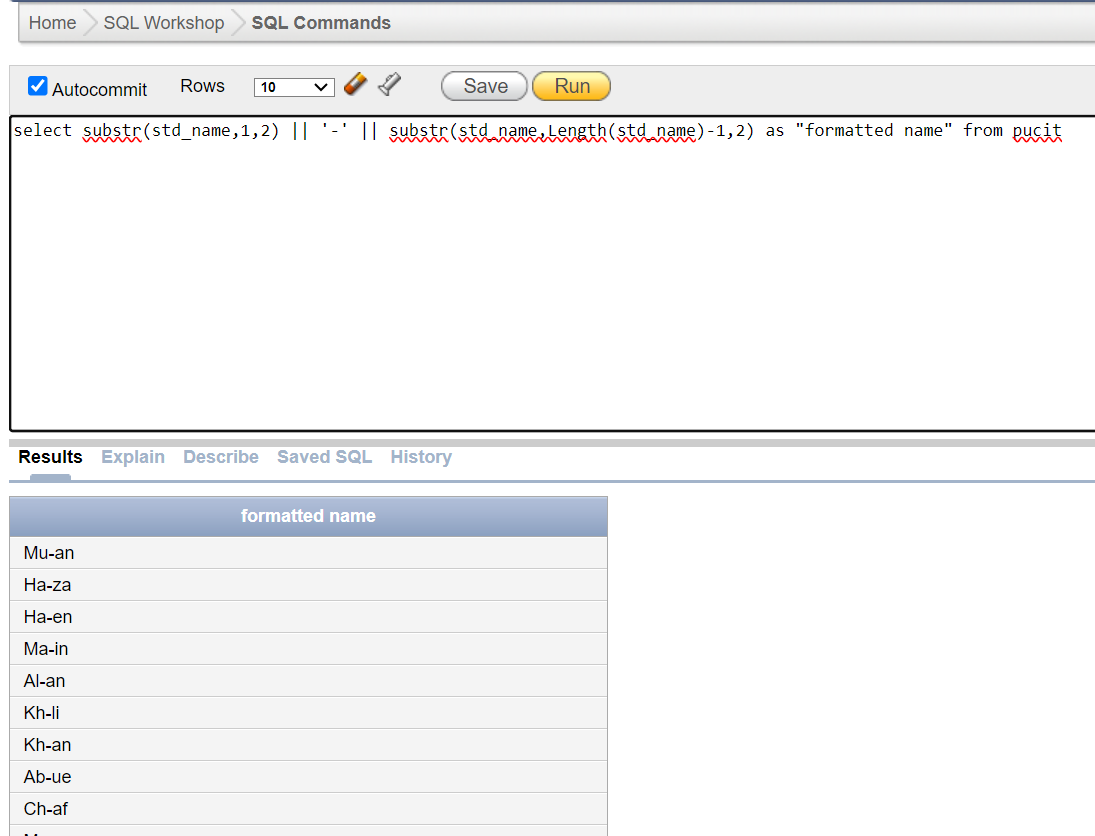 Home SQL Workshop SQL Commands
Autocommit Rows 10 Save Run
select substr(std_name,1,2) || '-' || substr(std_name,Length(std_name)-1,2) as "formatted name" from pucit
Results Explain Describe Saved SQL History
formatted name
Mu-an
Ha-za
Ha-en
Ma-in
Al-an
Kh-li
Kh-an
Ab-ue
Ch-af